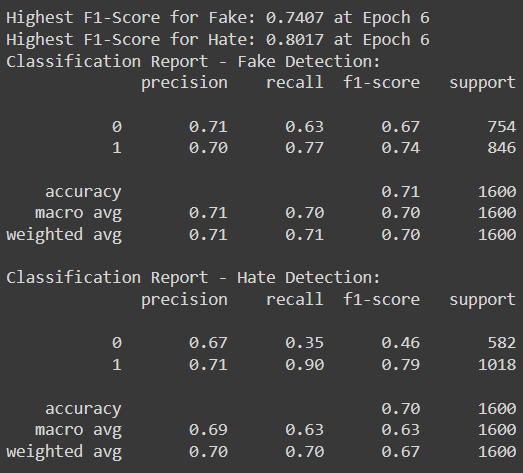 Highest F1-Score for Fake: 0.7407 at Epoch 6
Highest F1-Score for Hate: 0.8017 at Epoch 6
Classification Report - Fake Detection:
precision recall f1-score support
0 0.71 0.63 0.67 754
1 0.70 0.77 0.74 846
accuracy 0.71 1600
macro avg 0.71 0.70 0.70 1600
weighted avg 0.71 0.71 0.70 1600
Classification Report - Hate Detection:
precision recall f1-score support
0 0.67 0.35 0.46 582
1 0.71 0.90 0.79 1018
accuracy 0.70 1600
macro avg 0.69 0.63 0.63 1600
weighted avg 0.70 0.70 0.67 1600